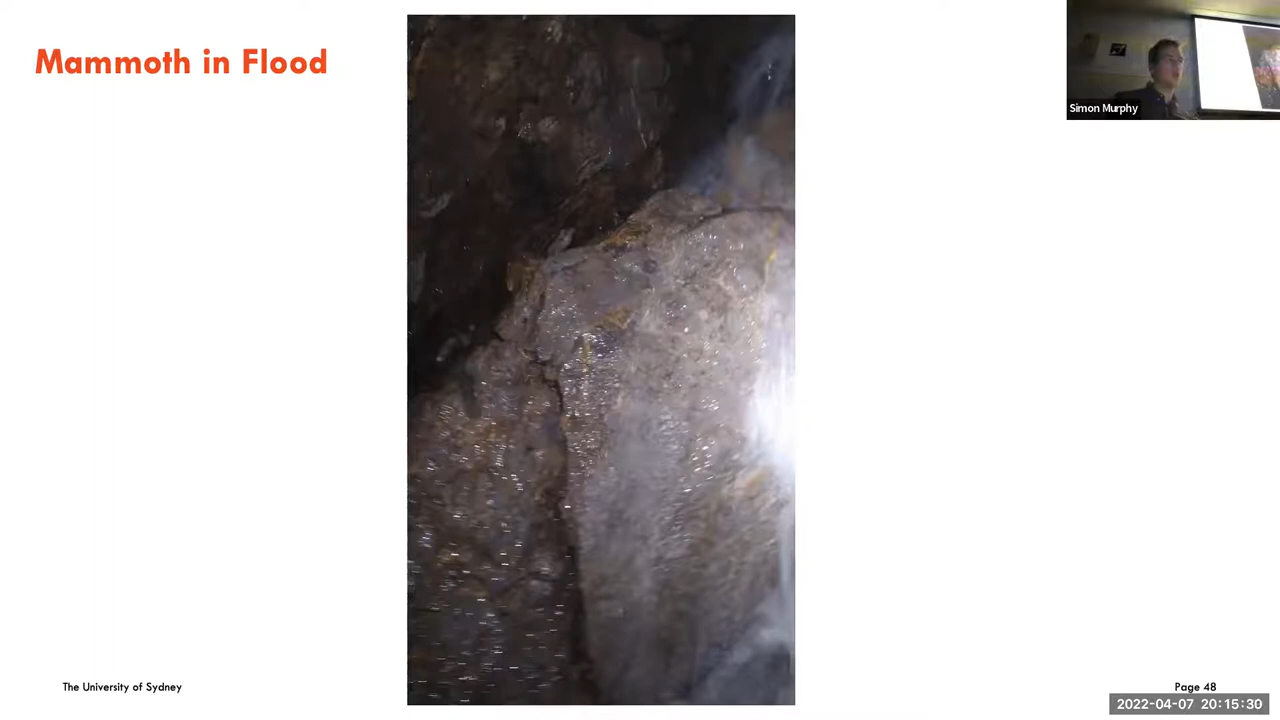 Mammoth in Flood
Simon Murphy
The University of Sydney
Page 48
2022-04-07 20:15:30